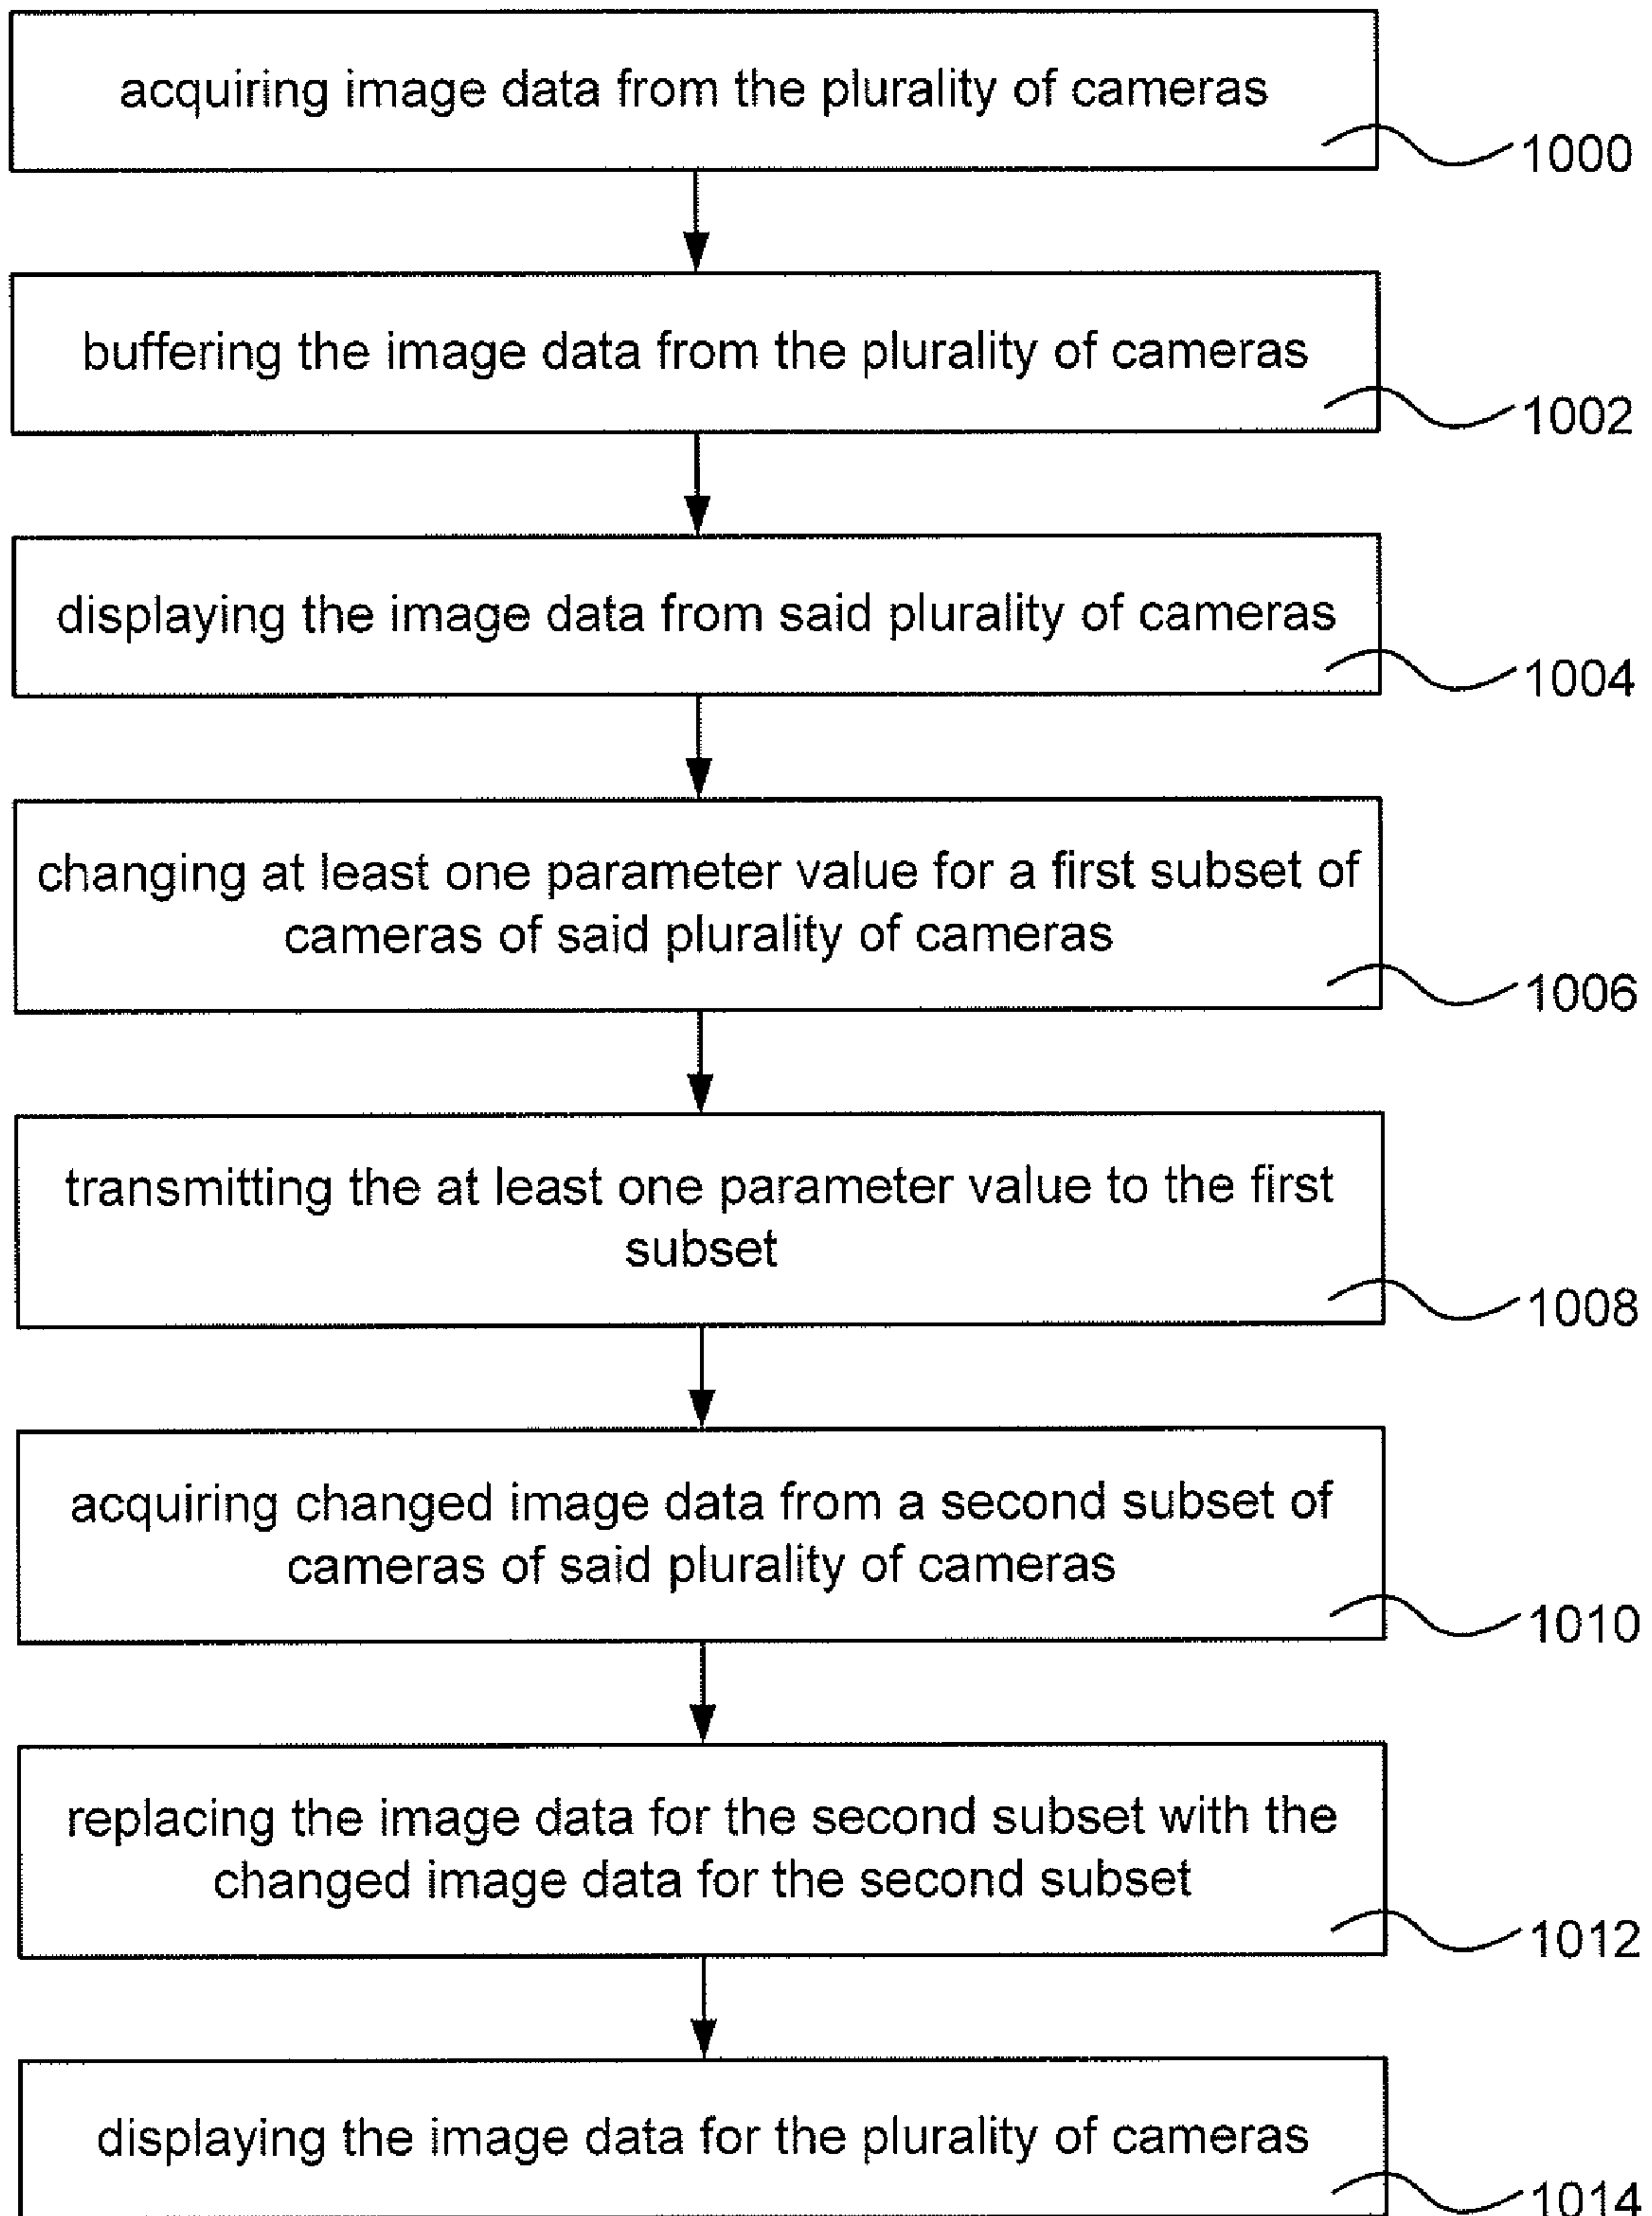 acquiring image data from the plurality of cameras
1000
buffering the image data from the plurality of cameras
1002
displaying the image data from said plurality of cameras
1004
changing at least one parameter value for a first subset of
cameras of said plurality of cameras
1006
transmitting the at least one parameter value to the first
subset
1008
acquiring changed image data from a second subset of
cameras of said plurality of cameras
1010
replacing the image data for the second subset with the
changed image data for the second subset
1012
displaying the image data for the plurality of cameras
1014